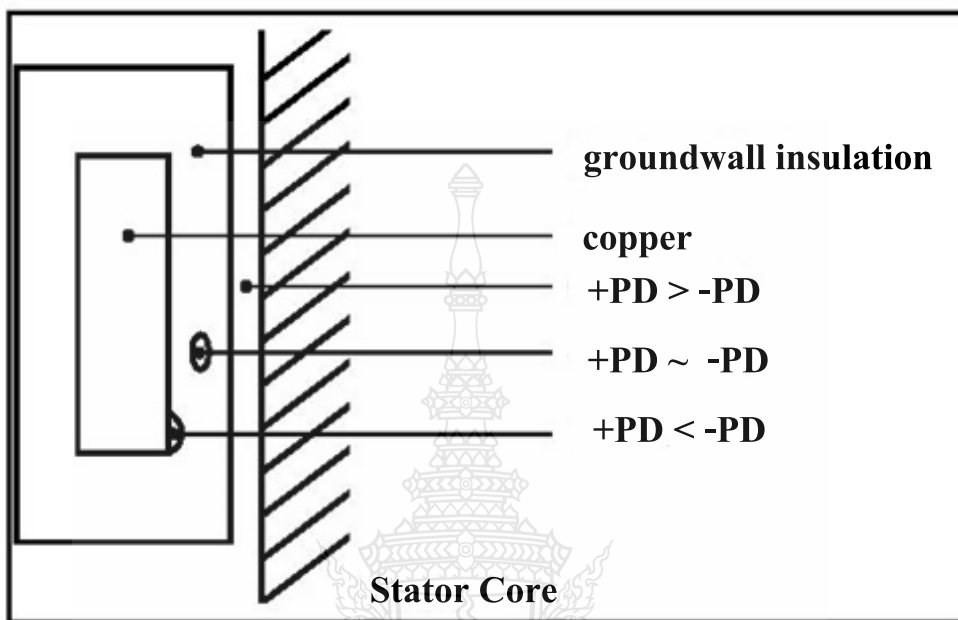 groundwall insulation
copper
+PD > -PD
+PD ~ -PD
+PD < -PD
Stator Core